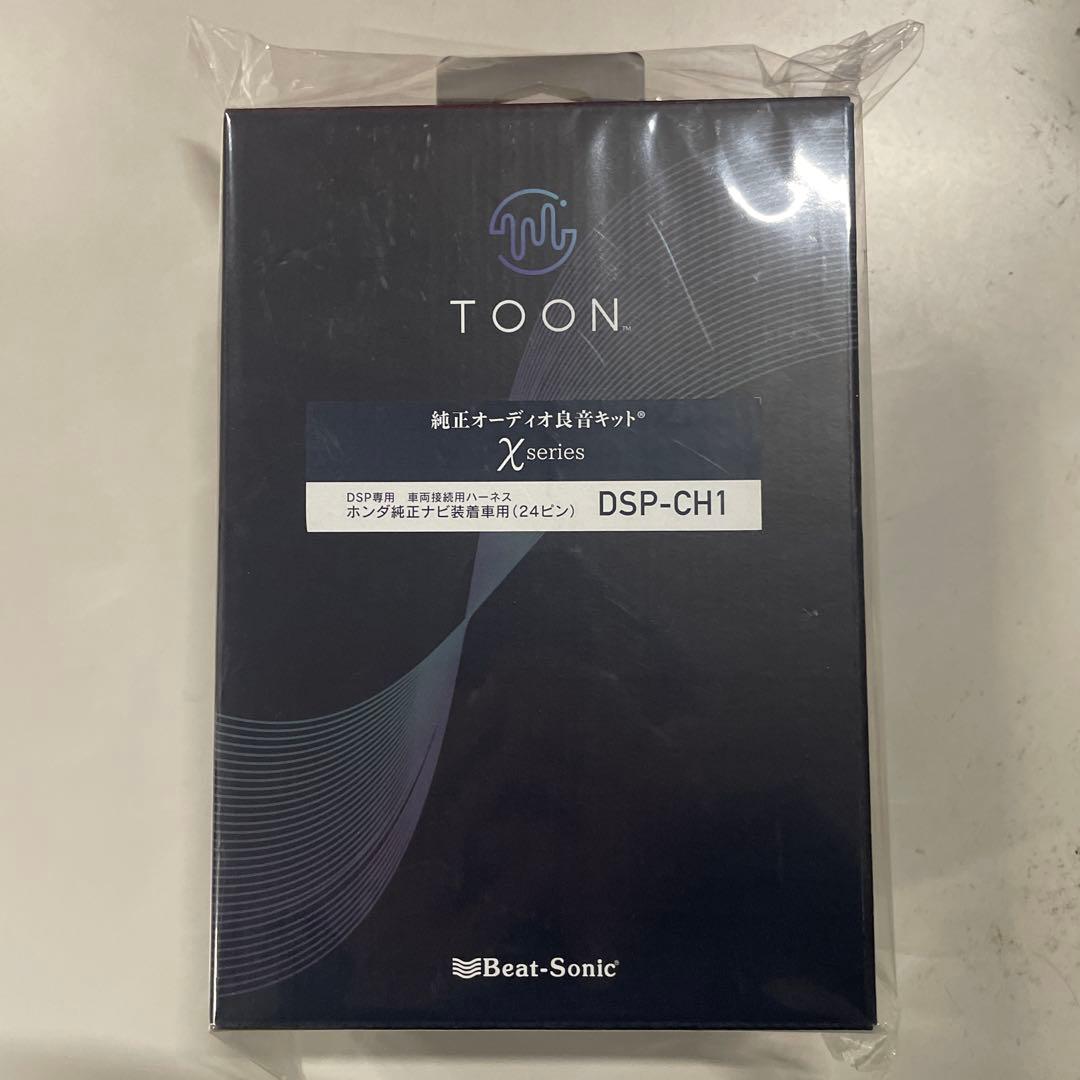 TOON™
純正オーディオ良音キット®
χ series
DSP専用 車両接続用ハーネス
ホンダ純正ナビ装着車用(24ピン) DSP-CH1
Beat-Sonic®